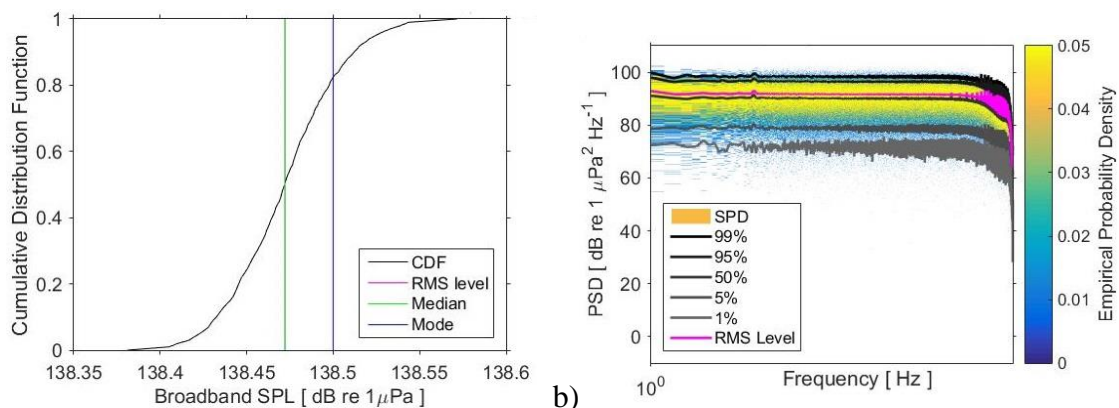 1
0.8
0.6
0.4
0.2
0
Cumulative Distribution Function
CDF
RMS level
Median
Mode
138.35 138.4 138.45 138.5 138.55 138.6
Broadband SPL [ dB re 1μPa ]
b)
100
80
60
40
20
0
PSD [ dB re 1 μPa² Hz⁻¹ ]
SPD
99%
95%
50%
5%
1%
RMS Level
10⁰
Frequency [ Hz ]
0.05
0.04
0.03
0.02
0.01
0
Empirical Probability Density